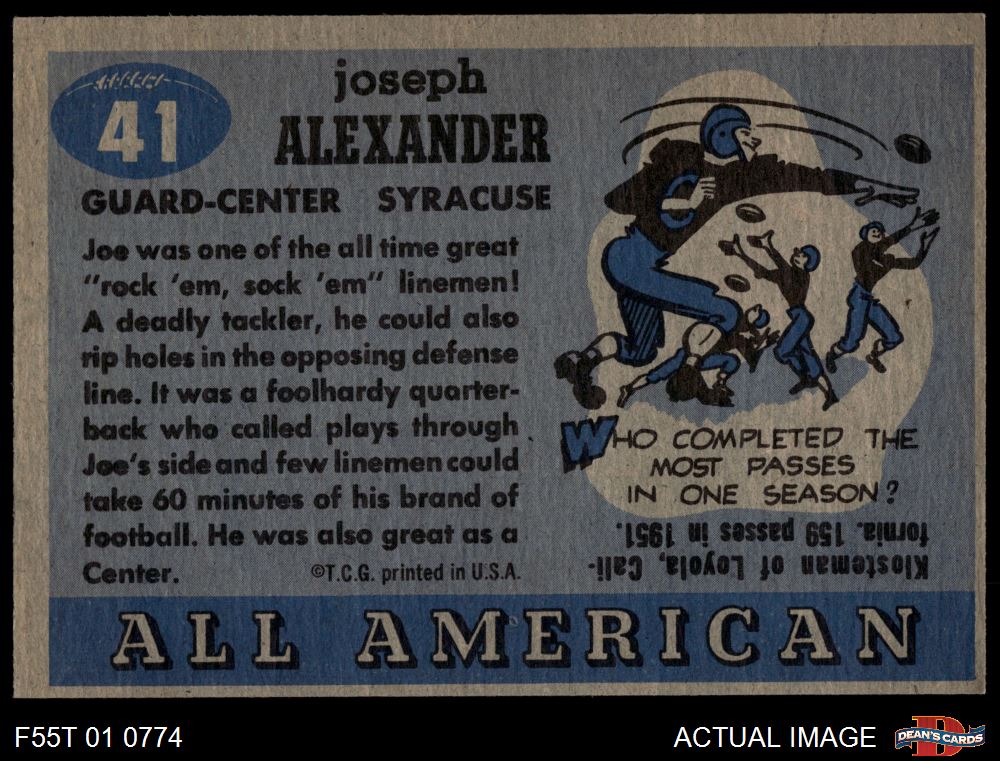 41
joseph
ALEXANDER
GUARD-CENTER SYRACUSE
Joe was one of the all time great
"rock 'em, sock 'em" linemen!
A deadly tackler, he could also
rip holes in the opposing defense
line. It was a foolhardy quarter-
back who called plays through
Joe's side and few linemen could
take 60 minutes of his brand of
football. He was also great as a
Center.
©T.C.G. printed in U.S.A.
C
WHO COMPLETED THE
MOST PASSES
IN ONE SEASON?
Klosteman of Loyola, Cali-
fornia. 159 passes in 1951.
ALL AMERICAN
F55T 01 0774
ACTUAL IMAGE
D
DEAN'S CARDS